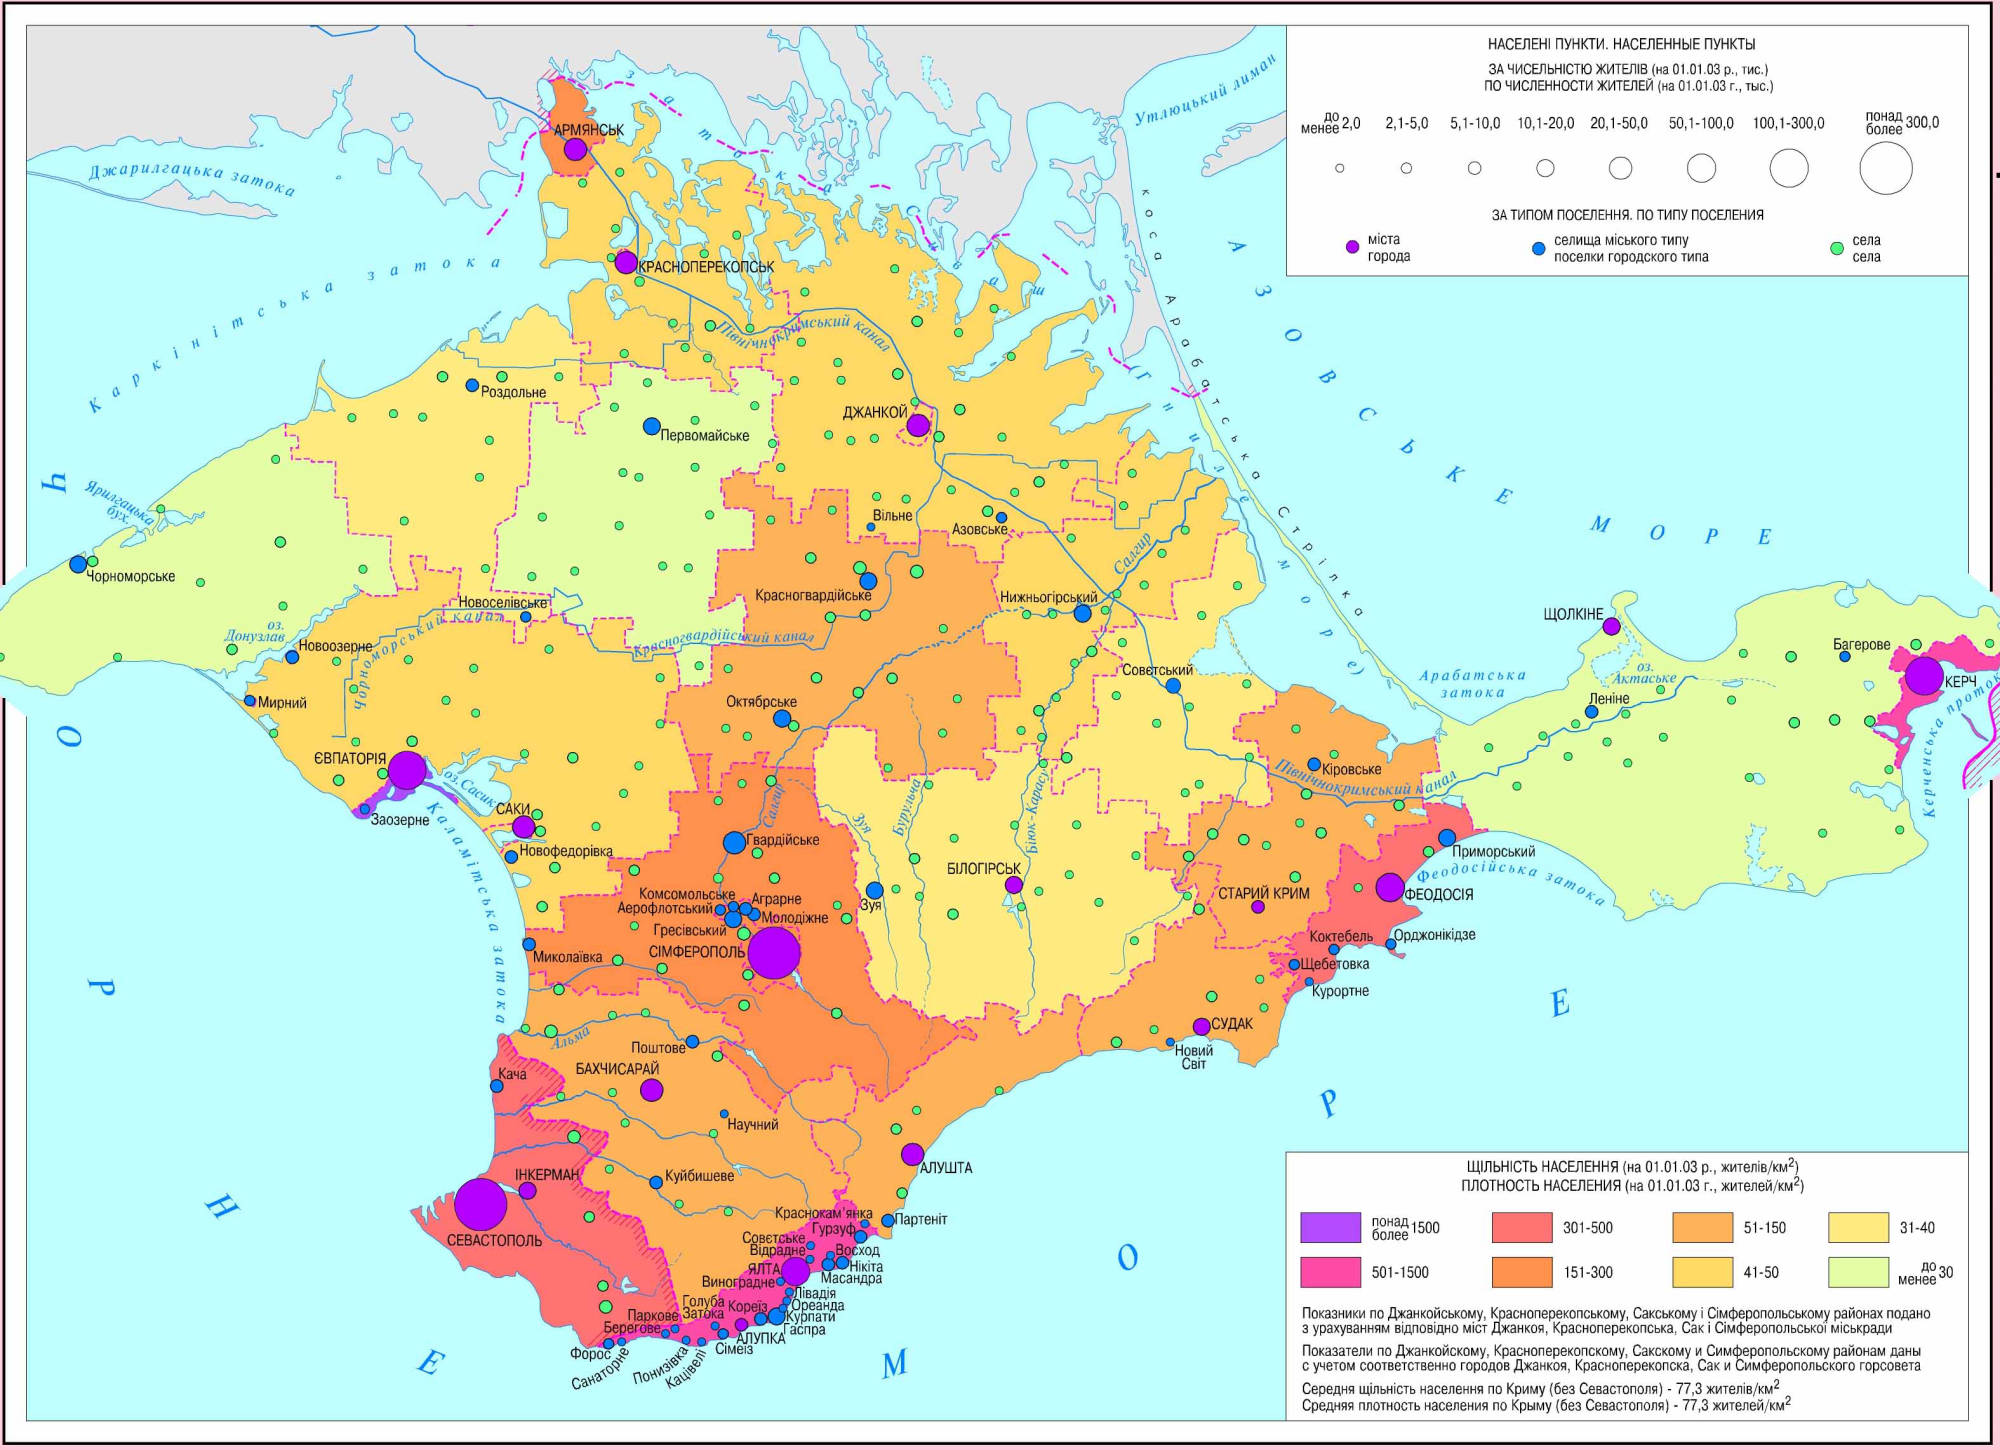 НАСЕЛЕНІ ПУНКТИ. НАСЕЛЕННЫЕ ПУНКТЫ
ЗА ЧИСЕЛЬНІСТЮ ЖИТЕЛІВ (на 01.01.03 р., тис.)
ПО ЧИСЛЕННОСТИ ЖИТЕЛЕЙ (на 01.01.03 г., тыс.)
до менее 2,0 2,1-5,0 5,1-10,0 10,1-20,0 20,1-50,0 50,1-100,0 100,1-300,0 понад более 300,0
ЗА ТИПОМ ПОСЕЛЕННЯ. ПО ТИПУ ПОСЕЛЕНИЯ
міста
города
селища міського типу
поселки городского типа
села
села
Утлюцький лиман
Джарилгацька затока
Каркінітська затока
затока Сиваш
(Гниле море)
коса Арабатська Стрілка
АЗОВСЬКЕ МОРЕ
АРМЯНСЬК
КРАСНОПЕРЕКОПСЬК
Північнокримський канал
Роздольне
Первомайське
ДЖАНКОЙ
Ярилгацька
бух.
Вільне
Азовське
Салгир
Чорноморське
Красногвардійське
Нижньогірський
Новоселівське
ЩОЛКІНЕ
оз.
Донузлав
Чорноморський канал
Красногвардійський канал
Новоозерне
Багерове
Совєтський
Арабатська
затока
оз.
Акташське
КЕРЧ
Керченська протока
Мирний
Октябрське
Леніне
ЄВПАТОРІЯ
оз.Сасик
Кіровське
Північнокримський канал
САКИ
Заозерне
Каламітська затока
Салгир
Зуя
Бурульча
Біюк-Карасу
Гвардійське
Новофедорівка
Приморський
БІЛОГІРСЬК
Феодосійська затока
Комсомольське
Аграрне
Зуя
СТАРИЙ КРИМ
ФЕОДОСІЯ
Аерофлотський
Молодіжне
Гресівський
СІМФЕРОПОЛЬ
Коктебель
Орджонікідзе
Миколаївка
Щебетовка
Курортне
СУДАК
Альма
Поштове
Новий
Світ
БАХЧИСАРАЙ
Кача
Научний
АЛУШТА
ІНКЕРМАН
Куйбишеве
СЕВАСТОПОЛЬ
Краснокам'янка
Партеніт
Гурзуф
Совєтське
Відрадне
Восход
ЯЛТА
Нікіта
Масандра
Виноградне
Лівадія
Голуба
Затока
Кореїз
Ореанда
Паркове
Курпати
Берегове
АЛУПКА
Гаспра
Форос
Сімеїз
Санаторне
Понизівка
Кацівелі
ЧОРНЕ МОРЕ
ЩІЛЬНІСТЬ НАСЕЛЕННЯ (на 01.01.03 р., жителів/км²)
ПЛОТНОСТЬ НАСЕЛЕНИЯ (на 01.01.03 г., жителей/км²)
понад более 1500 301-500 51-150 31-40
501-1500 151-300 41-50 до менее 30
Показники по Джанкойському, Красноперекопському, Сакському і Сімферопольському районах подано
з урахуванням відповідно міст Джанкоя, Красноперекопська, Сак і Сімферопольської міськради
Показатели по Джанкойскому, Красноперекопскому, Сакскому и Симферопольскому районам даны
с учетом соответственно городов Джанкоя, Красноперекопска, Сак и Симферопольского горсовета
Середня щільність населення по Криму (без Севастополя) - 77,3 жителів/км²
Средняя плотность населения по Крыму (без Севастополя) - 77,3 жителей/км²